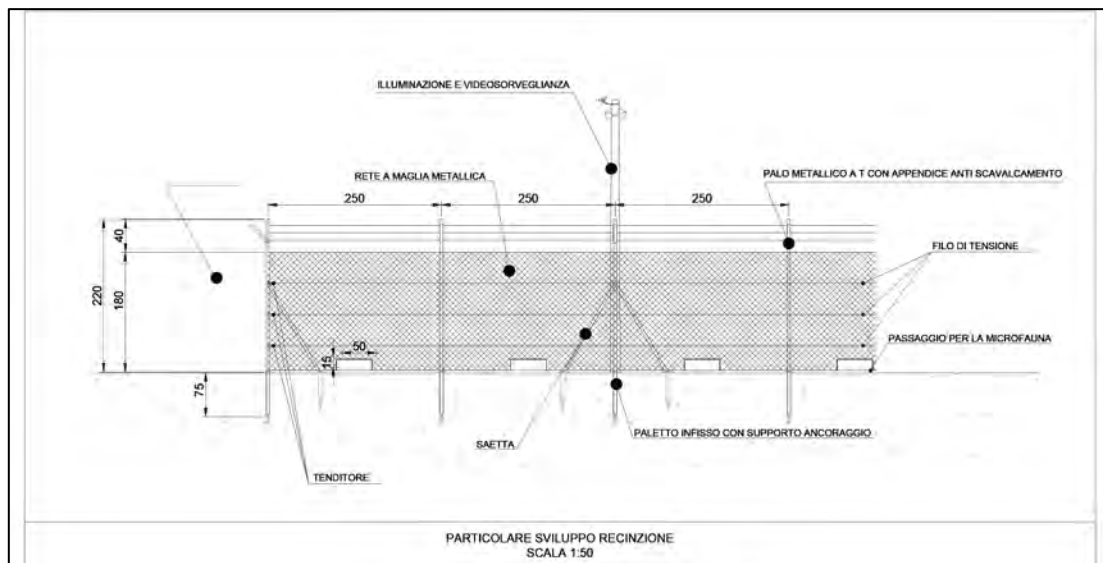 ILLUMINAZIONE E VIDEOSORVEGLIANZA
RETE A MAGLIA METALLICA
PALO METALLICO A T CON APPENDICE ANTI SCAVALCAMENTO
250
250
250
40
FILO DI TENSIONE
220
180
PASSAGGIO PER LA MICROFAUNA
50
15
75
PALETTO INFISSO CON SUPPORTO ANCORAGGIO
SAETTA
TENDITORE
PARTICOLARE SVILUPPO RECINZIONE
SCALA 1:50